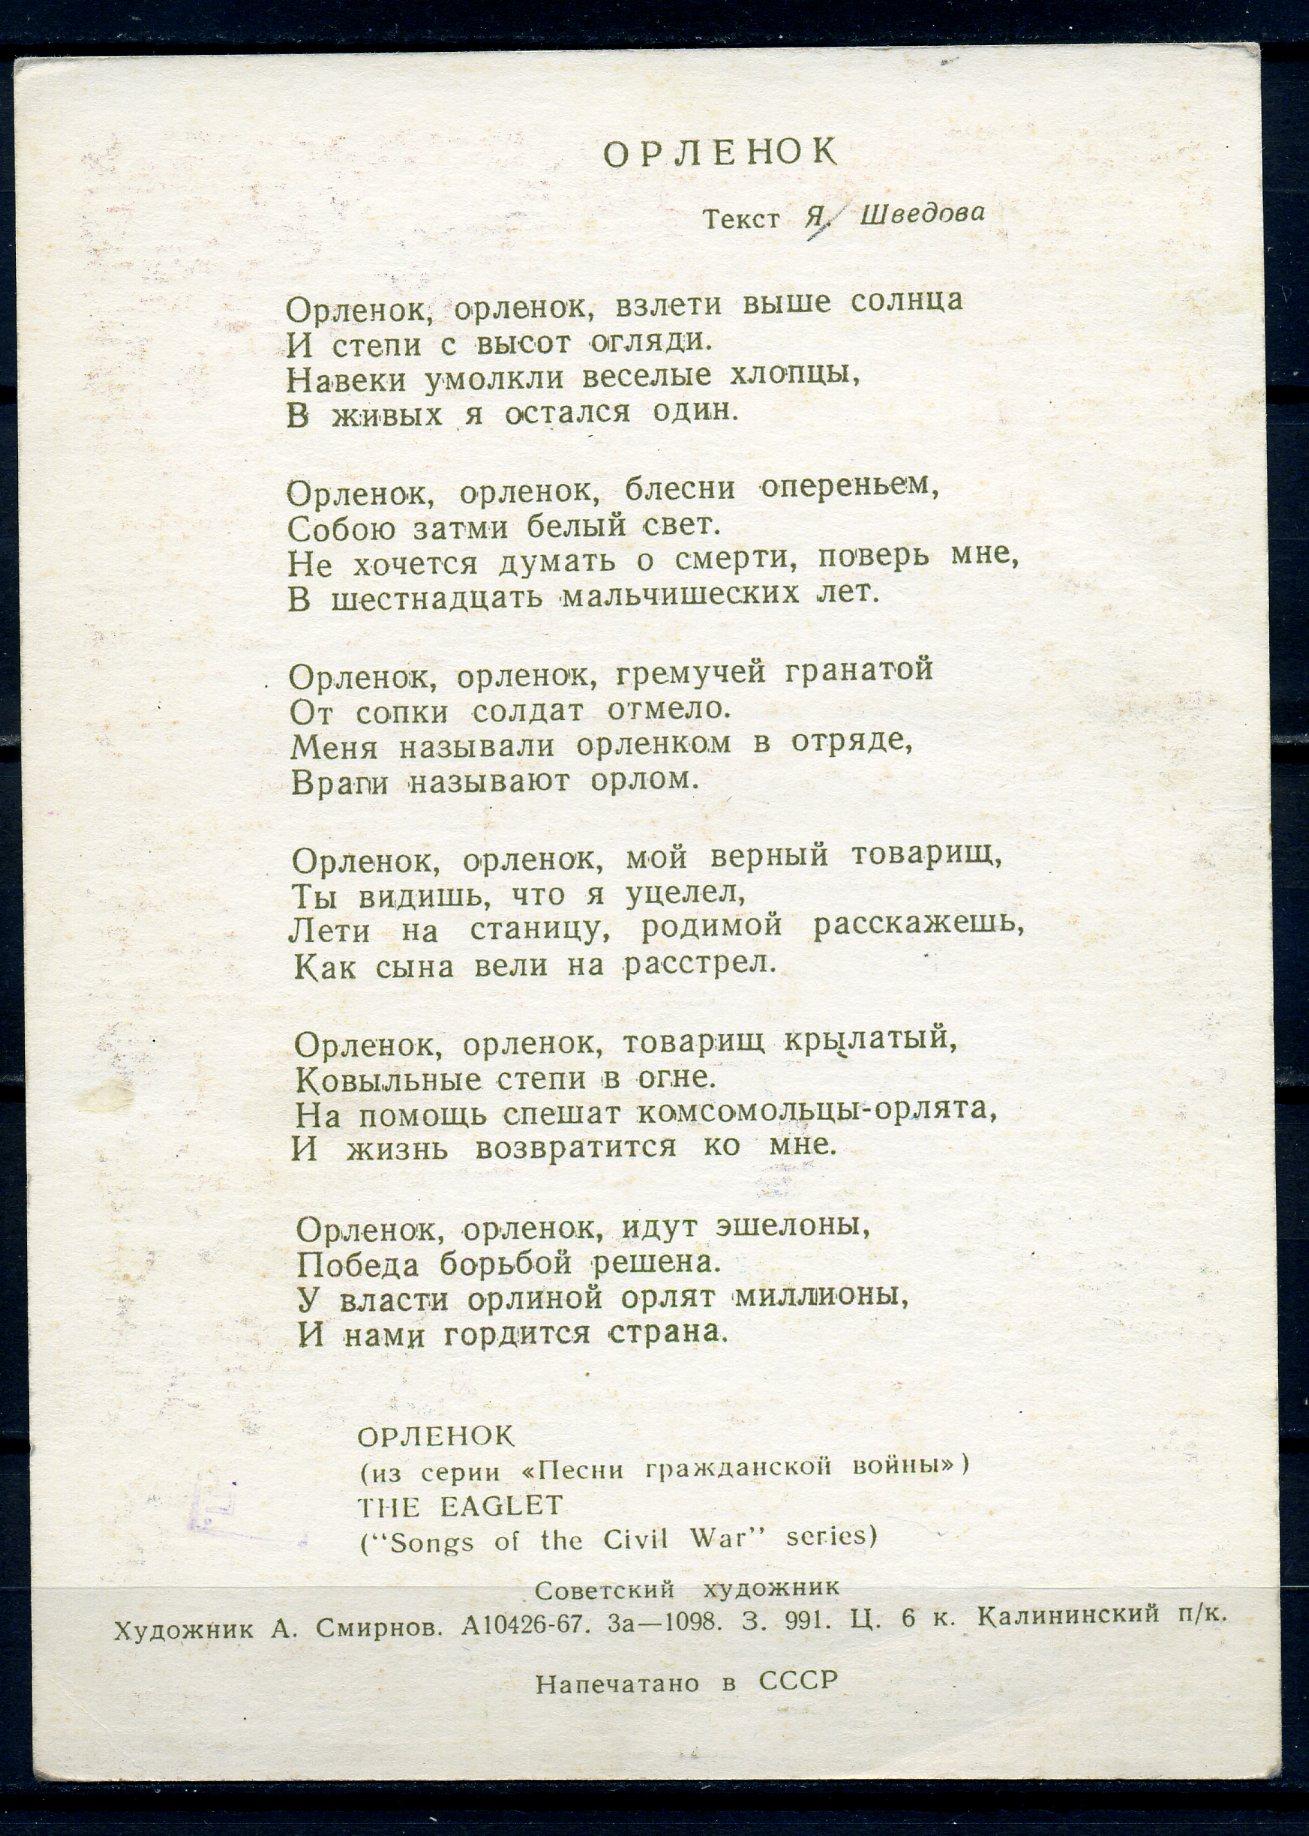 ОРЛЕНОК
Текст Я. Шведова
Орленок, орленок, взлети выше солнца
И степи с высот огляди.
Навеки умолкли веселые хлопцы,
В живых я остался один.
Орленок, орленок, блесни опереньем,
Собою затми белый свет.
Не хочется думать о смерти, поверь мне,
В шестнадцать мальчишеских лет.
Орленок, орленок, гремучей гранатой
От сопки солдат отмело.
Меня называли орленком в отряде,
Враги называют орлом.
Орленок, орленок, мой верный товарищ,
Ты видишь, что я уцелел,
Лети на станицу, родимой расскажешь,
Как сына вели на расстрел.
Орленок, орленок, товарищ крылатый,
Ковыльные степи в огне.
На помощь спешат комсомольцы-орлята,
И жизнь возвратится ко мне.
Орленок, орленок, идут эшелоны,
Победа борьбой решена.
У власти орлиной орлят миллионы,
И нами гордится страна.
ОРЛЕНОК
(из серии «Песни гражданской войны»)
THE EAGLET
(“Songs of the Civil War” series)
Советский художник
Художник А. Смирнов. А10426-67. За—1098. З. 991. Ц. 6 к. Калининский п/к.
Напечатано в СССР